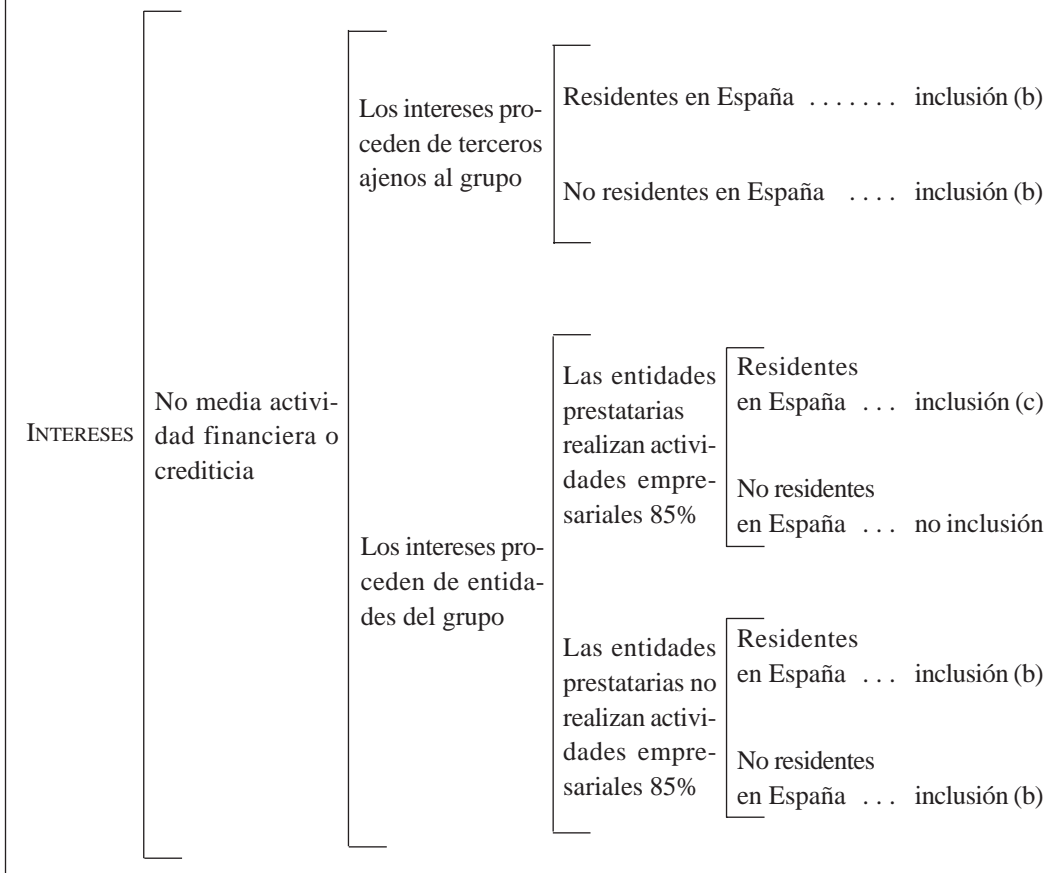 INTERESES
No media activi-
dad financiera o
crediticia
Los intereses pro-
ceden de terceros
ajenos al grupo
Residentes en España ....... inclusión (b)
No residentes en España .... inclusión (b)
Los intereses pro-
ceden de entida-
des del grupo
Las entidades
prestatarias
realizan activi-
dades empre-
sariales 85%
Residentes
en España ... inclusión (c)
No residentes
en España ... no inclusión
Las entidades
prestatarias no
realizan activi-
dades empre-
sariales 85%
Residentes
en España ... inclusión (b)
No residentes
en España ... inclusión (b)